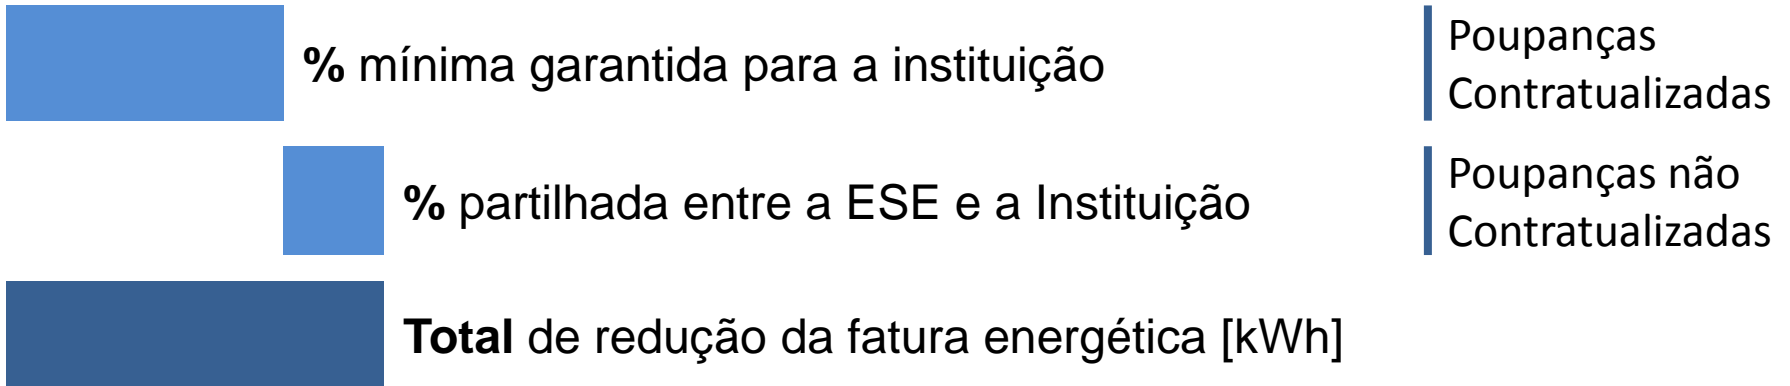 % mínima garantida para a instituição
Poupanças
Contratualizadas
% partilhada entre a ESE e a Instituição
Poupanças não
Contratualizadas
Total de redução da fatura energética [kWh]